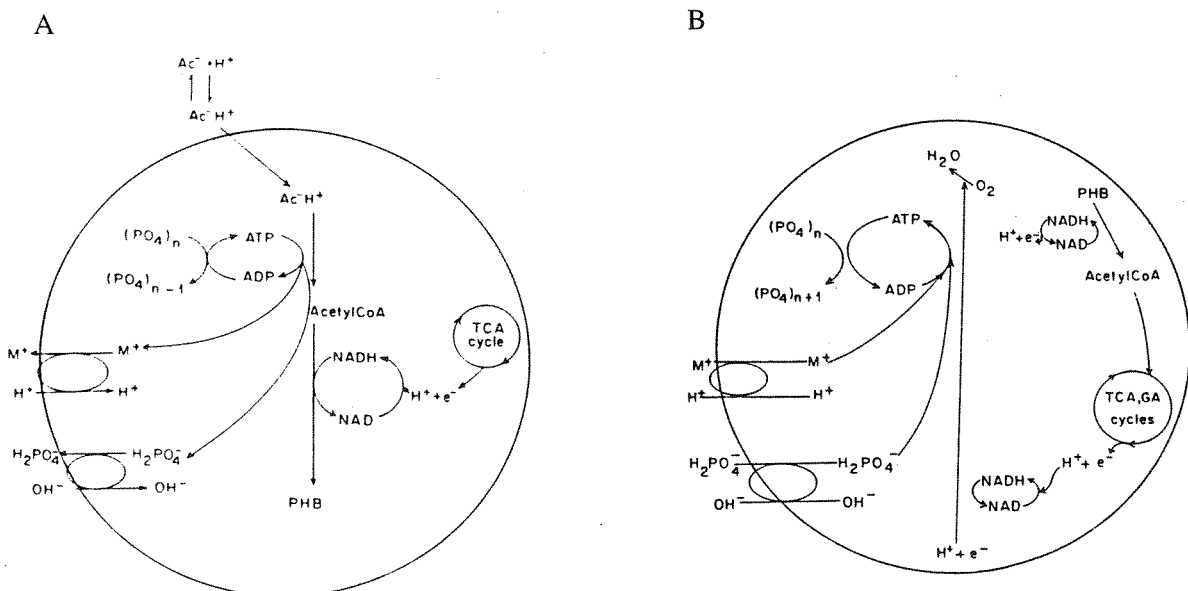 A
Ac⁻ + H⁺
Ac⁻H⁺
Ac⁻H⁺
(PO₄)ₙ
ATP
(PO₄)ₙ₋₁
ADP
AcetylCoA
TCA
cycle
M⁺
M⁺
H⁺
H⁺
NADH
H⁺ + e⁻
NAD
H₂PO₄⁻
H₂PO₄⁻
OH⁻
OH⁻
PHB
B
H₂O
O₂
PHB
(PO₄)ₙ
ATP
NADH
H⁺ + e⁻
NAD
AcetylCoA
(PO₄)ₙ₊₁
ADP
M⁺
M⁺
H⁺
H⁺
TCA,GA
cycles
H₂PO₄⁻
H₂PO₄⁻
H⁺ + e⁻
OH⁻
OH⁻
NADH
NAD
H⁺ + e⁻